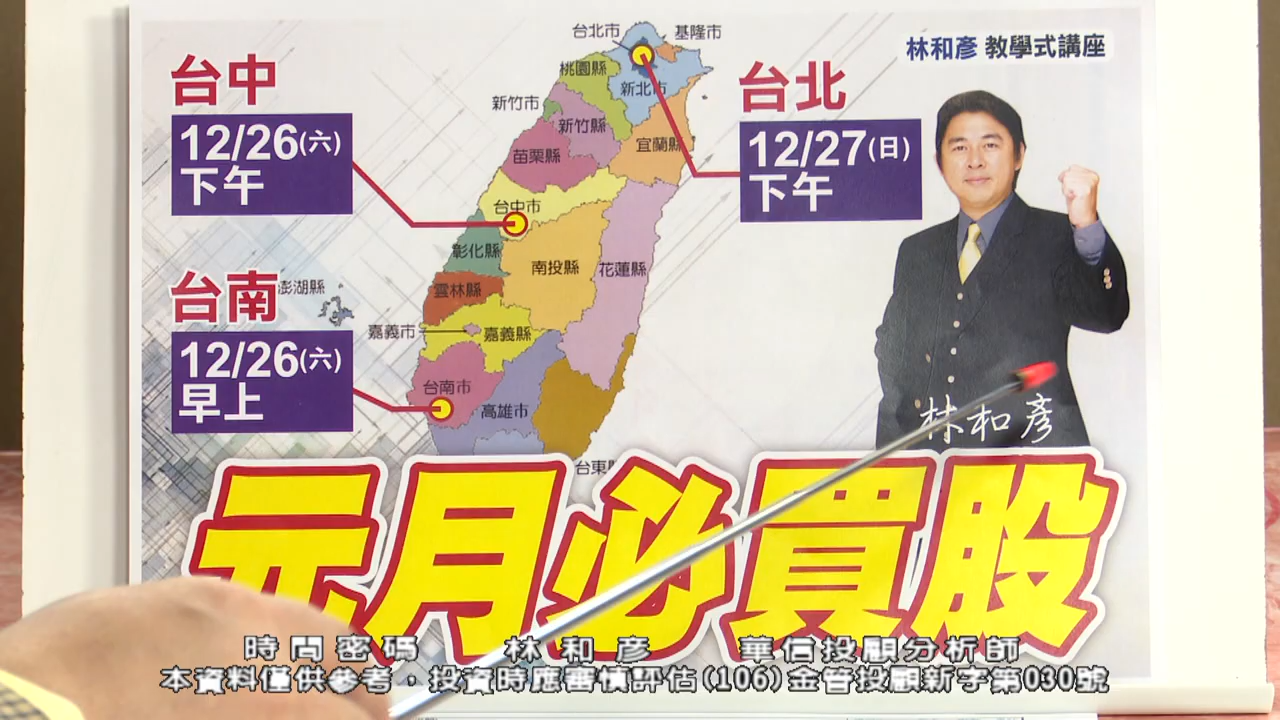 林和彥 教學式講座
台中
12/26(六)
下午
台南
12/26(六)
早上
台北
12/27(日)
下午
台北市
基隆市
桃園縣
新北市
新竹市
新竹縣
宜蘭縣
苗栗縣
台中市
彰化縣
南投縣
花蓮縣
澎湖縣
雲林縣
嘉義市
嘉義縣
台南市
高雄市
台東
林和彥
元月必買股
時間密碼 林和彥 華信投顧分析師
本資料僅供參考，投資時應審慎評估(106)金管投顧新字第030號